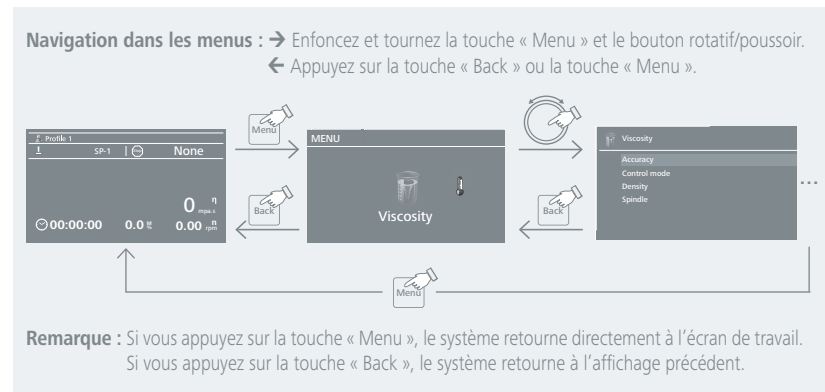 Navigation dans les menus : → Enfoncez et tournez la touche « Menu » et le bouton rotatif/poussoir.
← Appuyez sur la touche « Back » ou la touche « Menu ».
Menu
Profile 1
SP-1 None
0 mpa.s η
00:00:00 0.0 0.00 rpm n
Back
MENU
Viscosity
Back
Viscosity
Accuracy
Control mode
Density
Spindle
...
Menu
Remarque : Si vous appuyez sur la touche « Menu », le système retourne directement à l’écran de travail.
Si vous appuyez sur la touche « Back », le système retourne à l’affichage précédent.